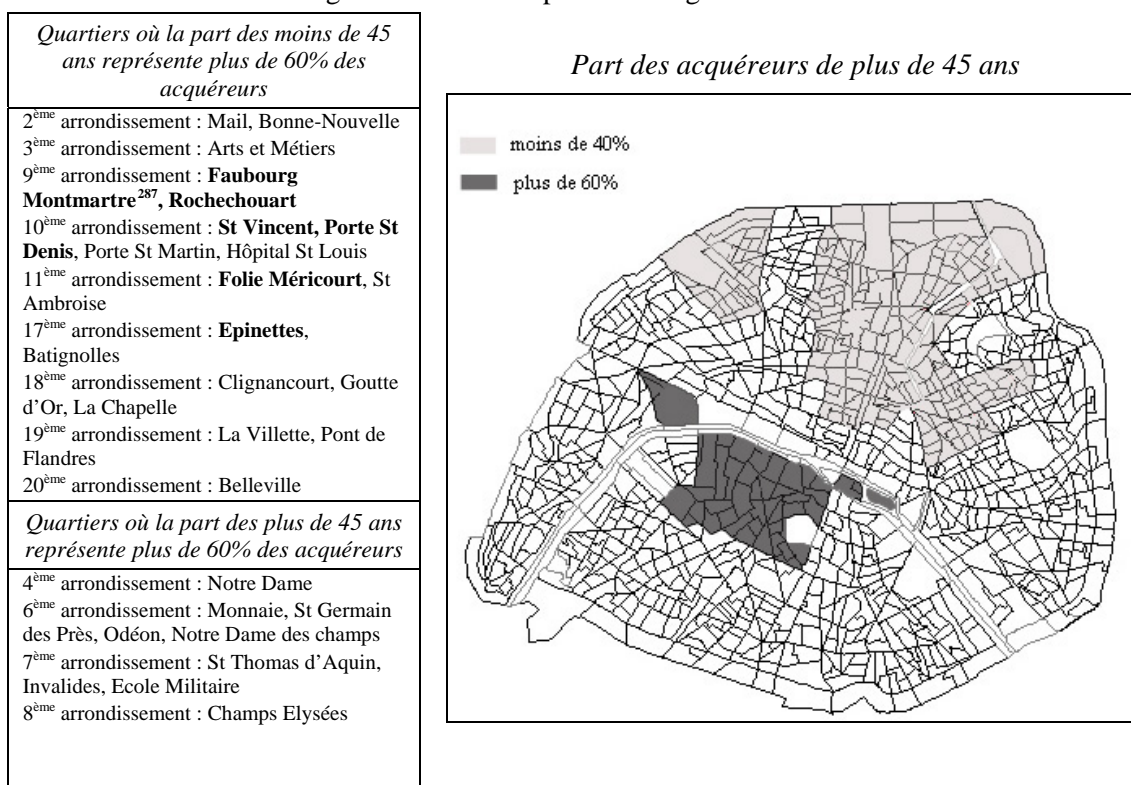 Quartiers où la part des moins de 45
ans représente plus de 60% des
acquéreurs
2ème arrondissement : Mail, Bonne-Nouvelle
3ème arrondissement : Arts et Métiers
9ème arrondissement : Faubourg
Montmartre287, Rochechouart
10ème arrondissement : St Vincent, Porte St
Denis, Porte St Martin, Hôpital St Louis
11ème arrondissement : Folie Méricourt, St
Ambroise
17ème arrondissement : Epinettes,
Batignolles
18ème arrondissement : Clignancourt, Goutte
d'Or, La Chapelle
19ème arrondissement : La Villette, Pont de
Flandres
20ème arrondissement : Belleville
Quartiers où la part des plus de 45 ans
représente plus de 60% des acquéreurs
4ème arrondissement : Notre Dame
6ème arrondissement : Monnaie, St Germain
des Près, Odéon, Notre Dame des champs
7ème arrondissement : St Thomas d'Aquin,
Invalides, Ecole Militaire
8ème arrondissement : Champs Elysées
Part des acquéreurs de plus de 45 ans
moins de 40%
plus de 60%